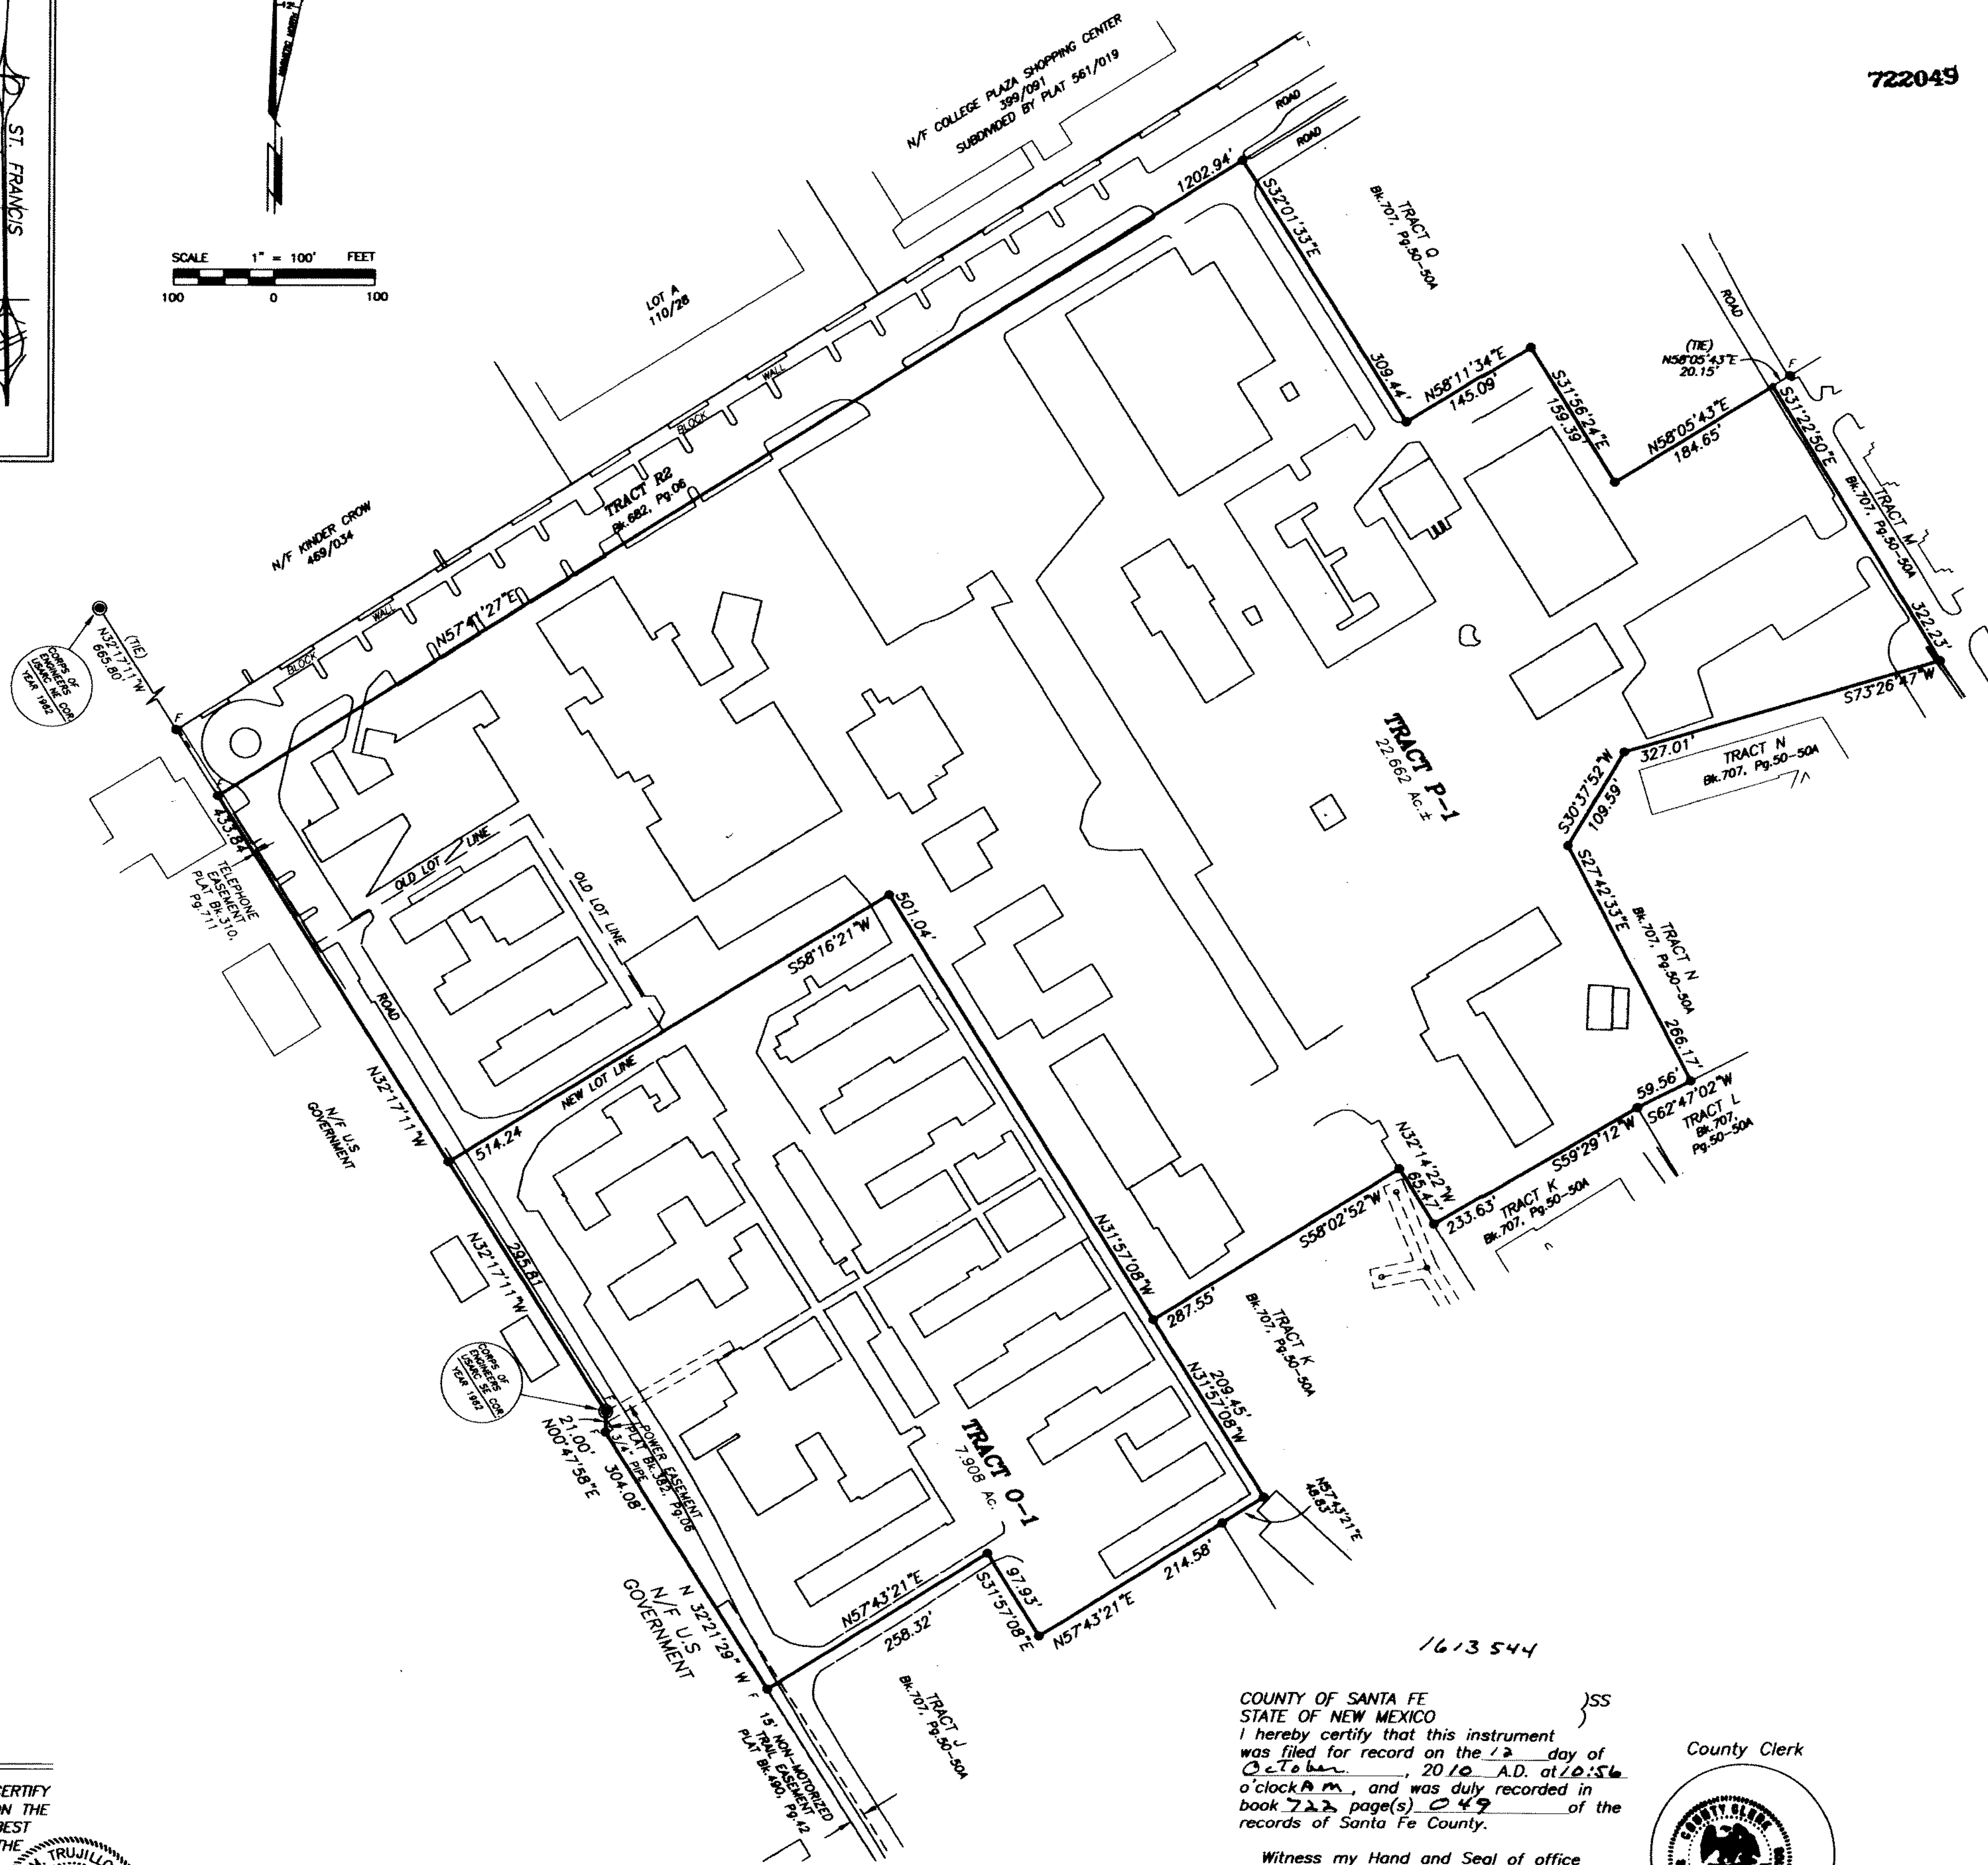 722049
ST. FRANCIS
SCALE 1" = 100' FEET
100 0 100
N/F COLLEGE PLAZA SHOPPING CENTER
399/091
SUBDIVIDED BY PLAT 561/019
ROAD
ROAD
1202.94'
S32°01'33"E
309.44'
TRACT Q
Bk.707, Pg.50-50A
LOT A
110/28
WALL
BLOCK
TRACT R2
Bk.682, Pg.06
N58°11'34"E
145.09'
S31°56'24"E
159.39'
N58°05'43"E
184.65'
(TIE)
N58°05'43"E
20.15'
F
ROAD
S31°22'50"E
322.23'
TRACT M
Bk.707, Pg.50-50A
N/F KINDER CROW
469/034
WALL
BLOCK
N57°41'27"E
(TIE)
N32°17'11"W
665.80'
CORPS OF
ENGINEERS
USARC NE COR.
YEAR 1962
F
433.84
TELEPHONE
EASEMENT
PLAT Bk.310,
Pg.711
OLD LOT LINE
OLD LOT LINE
ROAD
N32°17'11"W
N/F U.S
GOVERNMENT
S73°26'47"W
327.01'
TRACT N
Bk.707, Pg.50-50A
TRACT P-1
22.662 Ac.±
S30°37'52"W
109.59'
S27°42'33"E
266.17'
TRACT N
Bk.707, Pg.50-50A
S58°16'21"W
514.24
NEW LOT LINE
501.04'
N31°57'08"W
59.56'
S62°47'02"W
TRACT L
Bk.707,
Pg.50-50A
S59°29'12"W
233.63'
TRACT K
Bk.707, Pg.50-50A
N32°14'22"W
65.47'
S58°02'52"W
287.55'
TRACT K
Bk.707, Pg.50-50A
N32°17'11"W
295.81
CORPS OF
ENGINEERS
USARC SE COR.
YEAR 1962
F
F
21.00'
N00°47'58"E
3/4" PIPE
POWER EASEMENT
PLAT Bk.382, Pg.06
304.08'
N 32°21'29" W
N/F U.S
GOVERNMENT
209.45'
N31°57'08"W
TRACT O-1
7.908 Ac.
N57°43'21"E
48.83'
214.58'
N57°43'21"E
97.93'
S31°57'08"E
N57°43'21"E
258.32'
F
TRACT J
Bk.707, Pg.50-50A
15' NON-MOTORIZED
TRAIL EASEMENT
PLAT Bk.490, Pg.42
1613544
COUNTY OF SANTA FE )SS
STATE OF NEW MEXICO
I hereby certify that this instrument
was filed for record on the 12 day of
October, 2010 A.D. at 10:56
o'clock AM, and was duly recorded in
book 722 page(s) 049 of the
records of Santa Fe County.
Witness my Hand and Seal of office
County Clerk
COUNTY CLERK
CERTIFY
ON THE
BEST
THE
M. TRUJILLO